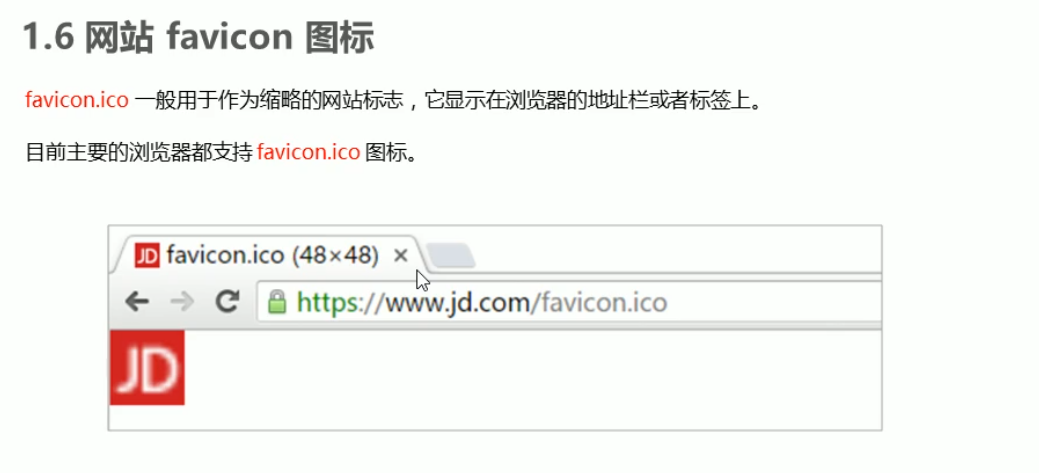 1.6 网站 favicon 图标
favicon.ico 一般用于作为缩略的网站标志，它显示在浏览器的地址栏或者标签上。
目前主要的浏览器都支持 favicon.ico 图标。
JD favicon.ico (48×48) ×
https://www.jd.com/favicon.ico
JD